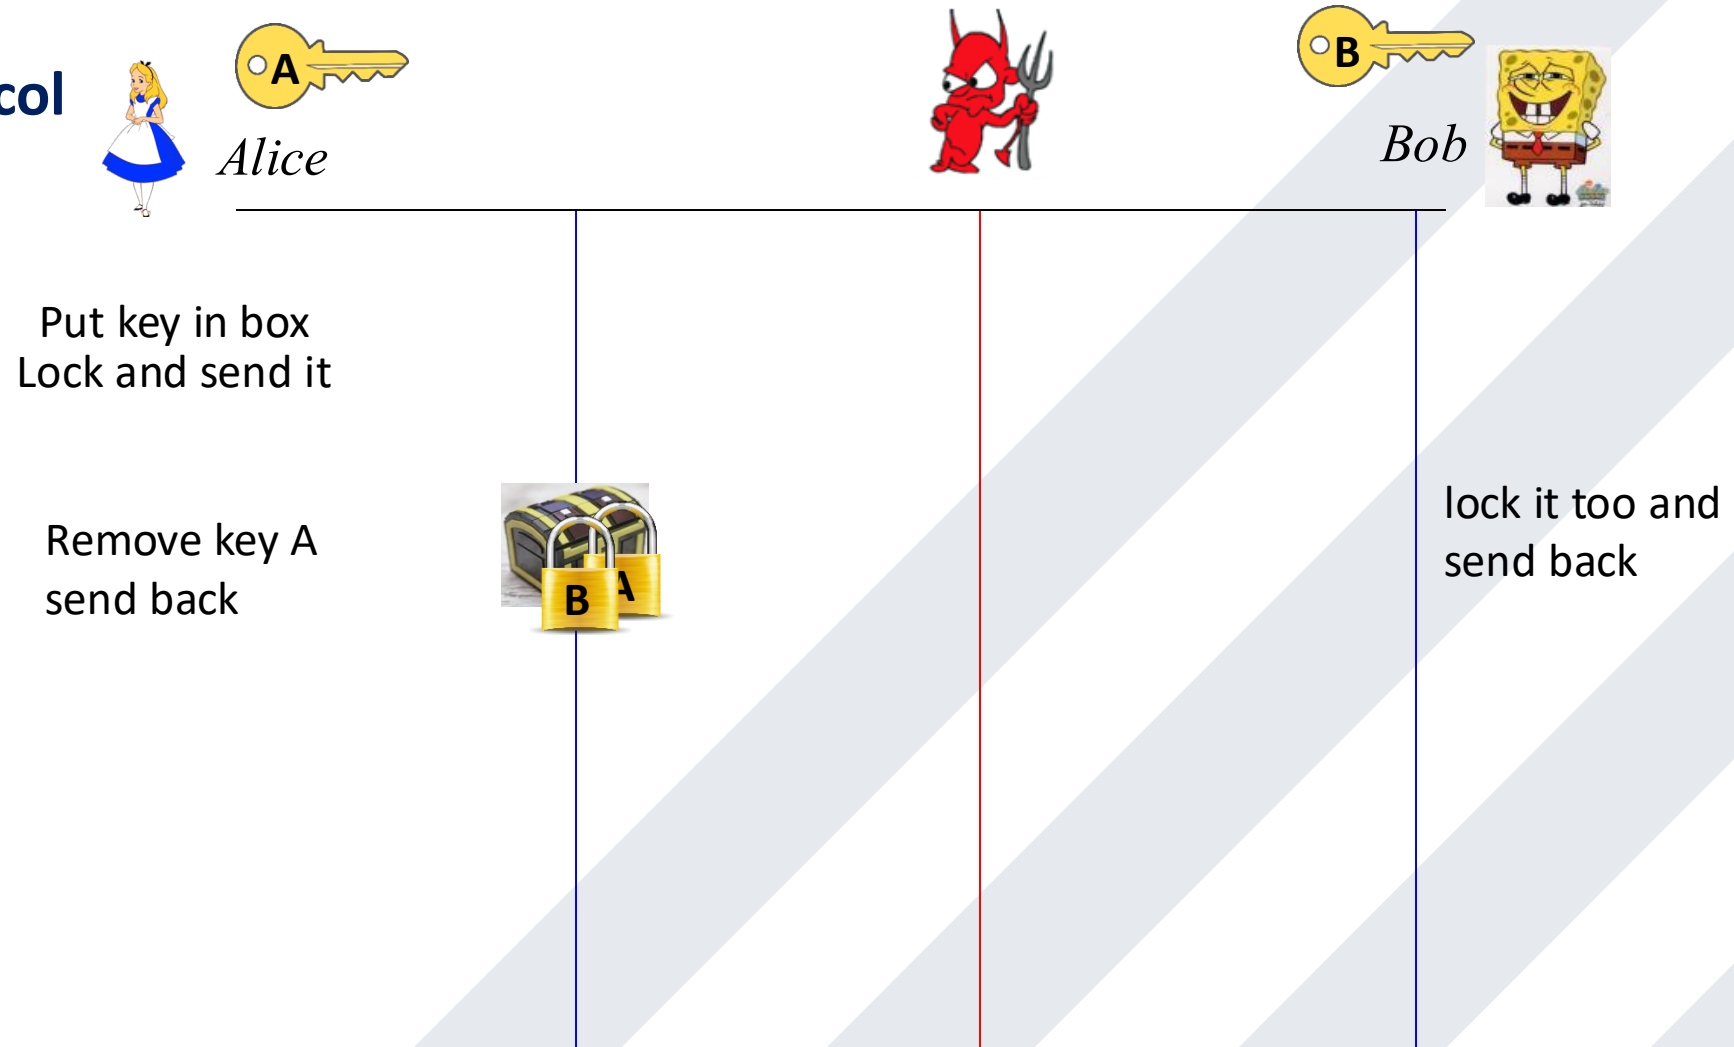 col
A
B
Alice
Bob
Put key in box
Lock and send it
lock it too and
send back
Remove key A
send back
B
A